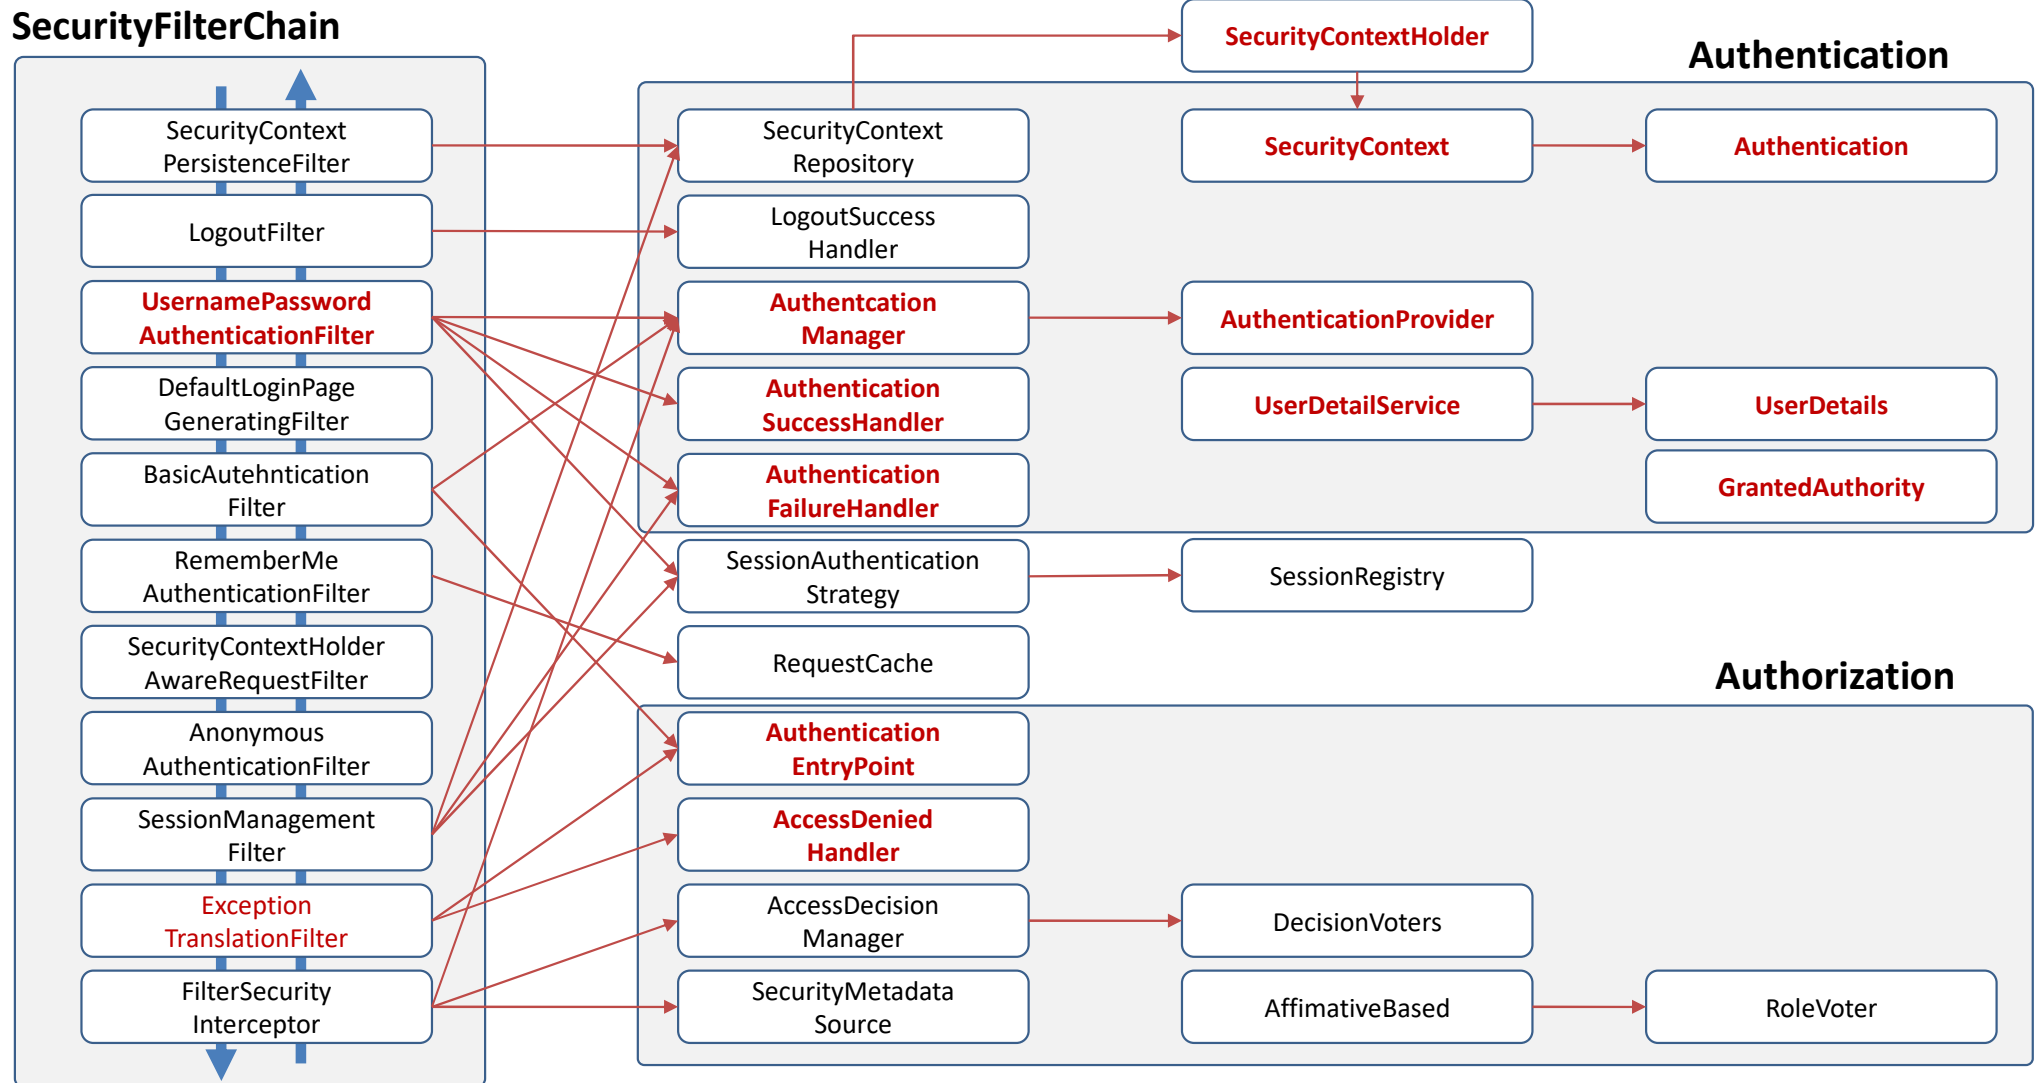 SecurityFilterChain
SecurityContext
PersistenceFilter
LogoutFilter
UsernamePassword
AuthenticationFilter
DefaultLoginPage
GeneratingFilter
BasicAutehntication
Filter
RememberMe
AuthenticationFilter
SecurityContextHolder
AwareRequestFilter
Anonymous
AuthenticationFilter
SessionManagement
Filter
Exception
TranslationFilter
FilterSecurity
Interceptor
SecurityContextHolder
Authentication
SecurityContext
Repository
SecurityContext
Authentication
LogoutSuccess
Handler
Authentcation
Manager
AuthenticationProvider
Authentication
SuccessHandler
UserDetailService
UserDetails
Authentication
FailureHandler
GrantedAuthority
SessionAuthentication
Strategy
SessionRegistry
RequestCache
Authorization
Authentication
EntryPoint
AccessDenied
Handler
AccessDecision
Manager
DecisionVoters
SecurityMetadata
Source
AffimativeBased
RoleVoter